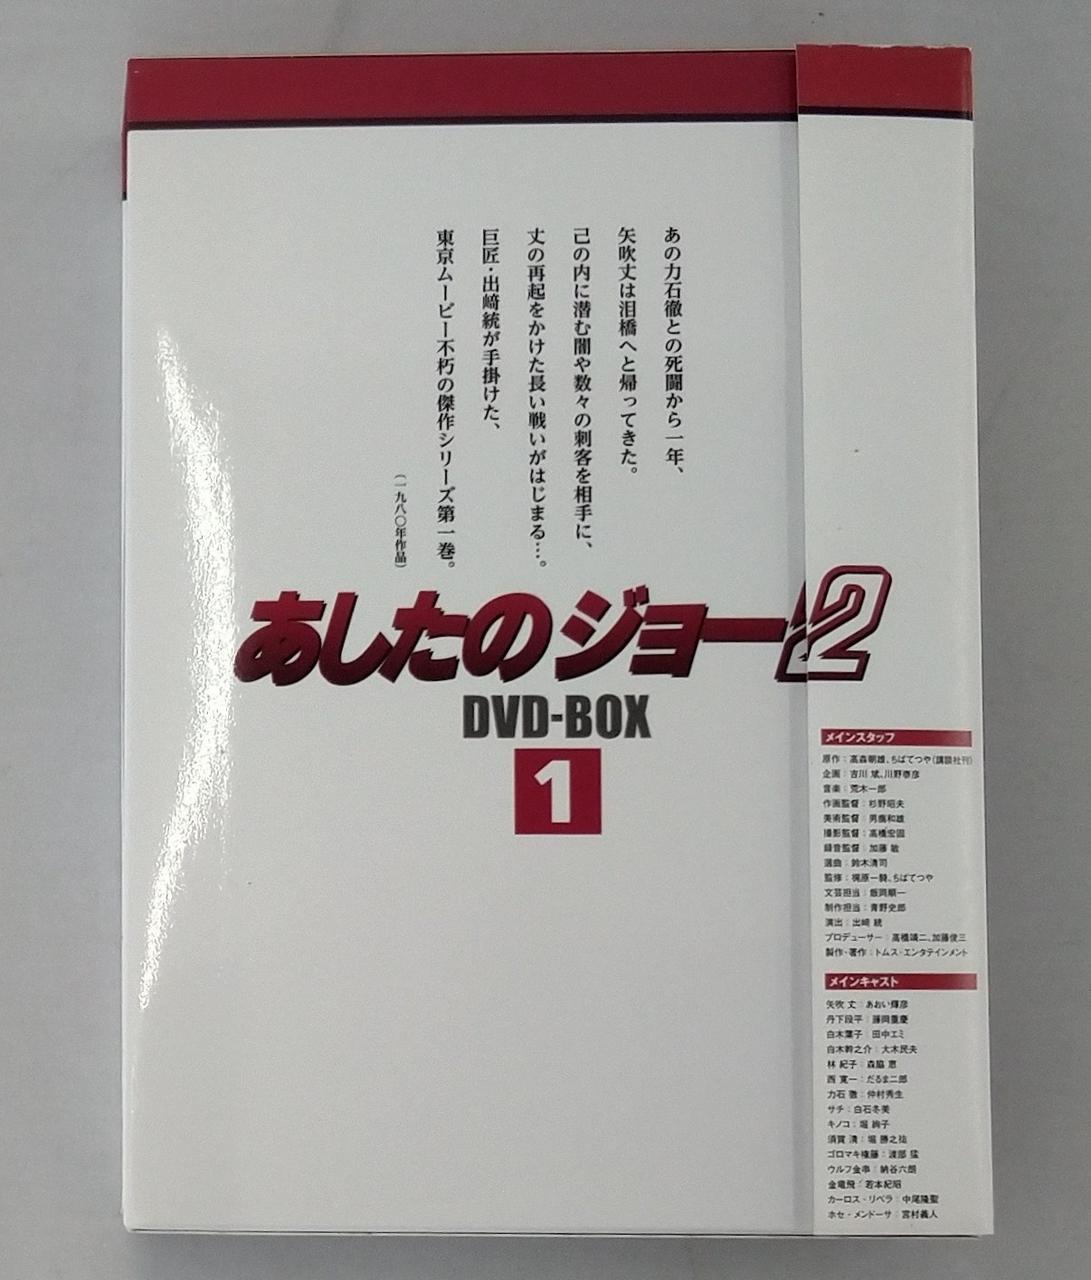 あの力石徹との死闘から一年、
矢吹丈は泪橋へと帰ってきた。
己の内に潜む闇や数々の刺客を相手に、
丈の再起をかけた長い戦いがはじまる…。
巨匠・出﨑統が手掛けた、
東京ムービー不朽の傑作シリーズ第一巻。
(一九八〇年作品)
あしたのジョー2
DVD-BOX
1
メインスタッフ
原作：高森朝雄、ちばてつや(講談社刊)
企画：吉川 斌、川野泰彦
音楽：荒木一郎
作画監督：杉野昭夫
美術監督：男鹿和雄
撮影監督：高橋宏固
録音監督：加藤 敏
選曲：鈴木清司
監修：梶原一騎、ちばてつや
文芸担当：飯岡順一
制作担当：青野史郎
演出：出﨑 統
プロデューサー：高橋靖二、加藤俊三
製作・著作：トムス・エンタテインメント
メインキャスト
矢吹 丈：あおい輝彦
丹下段平：藤岡重慶
白木葉子：田中エミ
白木幹之介：大木民夫
林 紀子：森脇 恵
西 寛一：だるま二郎
力石 徹：仲村秀生
サチ：白石冬美
キノコ：堀 絢子
須賀 清：堀 勝之祐
ゴロマキ権藤：渡部 猛
ウルフ金串：納谷六朗
金竜飛：若本紀昭
カーロス・リベラ：中尾隆聖
ホセ・メンドーサ：宮村義人